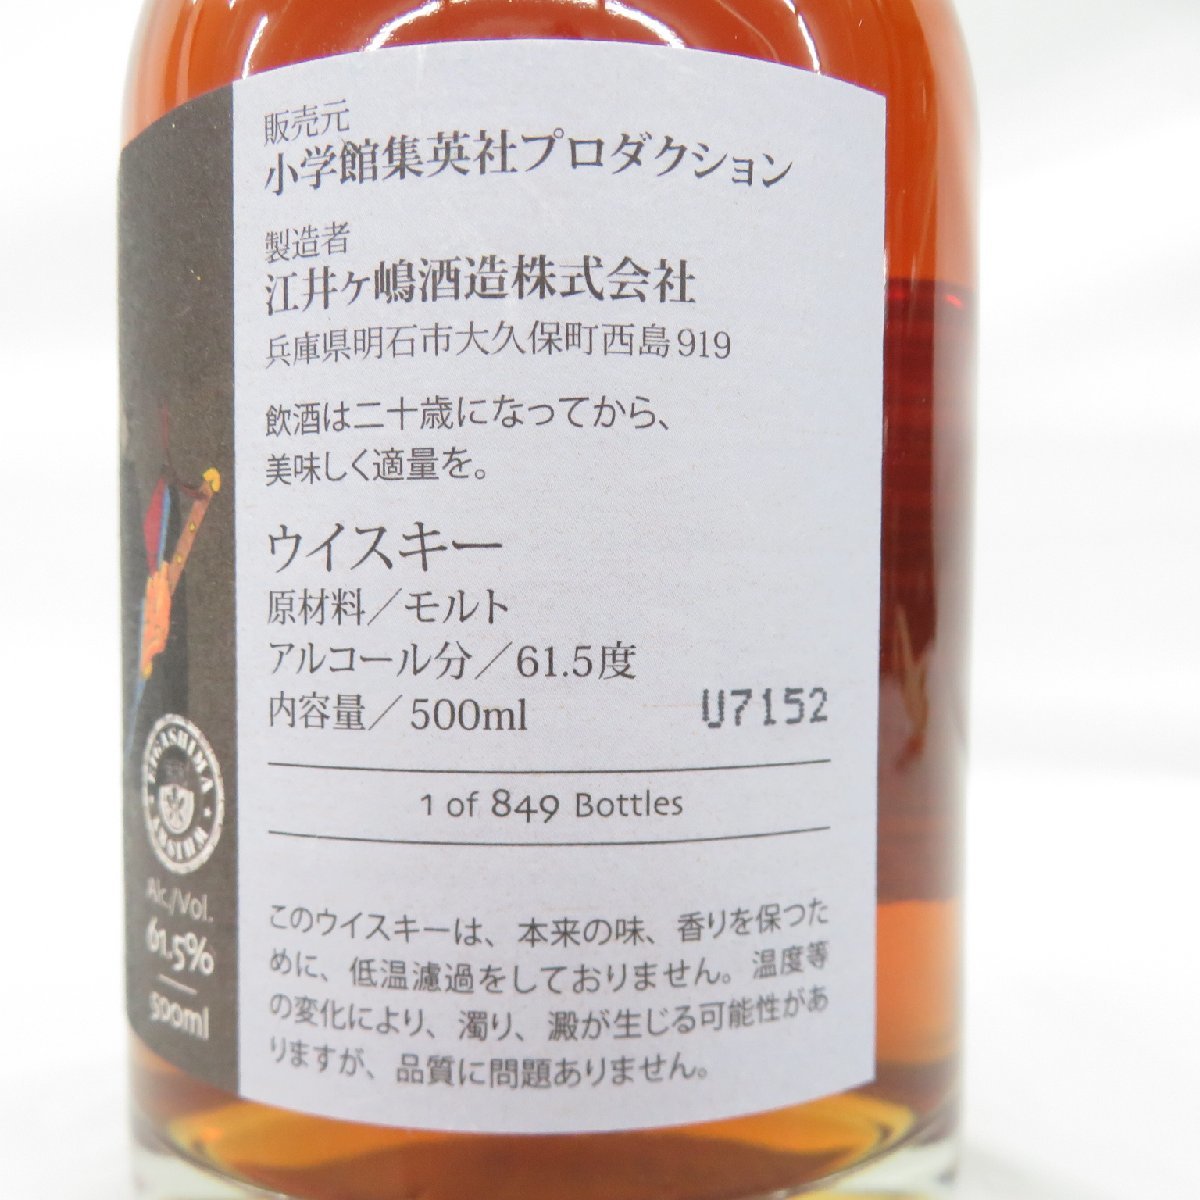 販売元
小学館集英社プロダクション
製造者
江井ヶ嶋酒造株式会社
兵庫県明石市大久保町西島919
飲酒は二十歳になってから、
美味しく適量を。
ウイスキー
原材料／モルト
アルコール分／61.5度
内容量／500ml
U7152
1 of 849 Bottles
このウイスキーは、本来の味、香りを保つた
めに、低温濾過をしておりません。温度等
の変化により、濁り、澱が生じる可能性があ
りますが、品質に問題ありません。
Alc./Vol.
61.5%
500ml